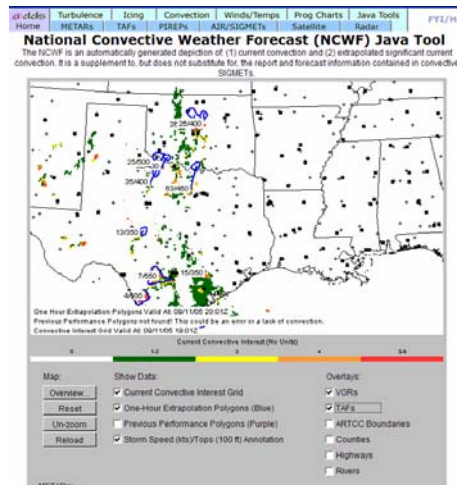 adds Turbulence Icing Convection Winds/Temps Prog Charts Java Tools
Home METARs TAFs PIREPs AIR/SIGMETs Satellite Radar
FYI/H
National Convective Weather Forecast (NCWF) Java Tool
The NCWF is an automatically generated depiction of: (1) current convection and (2) extrapolated significant current
convection. It is a supplement to, but does not substitute for, the report and forecast information contained in convective
SIGMETs.
26/400
25/500
35/400
63/450
13/350
7/550
15/350
4/600
One Hour Extrapolation Polygons Valid At: 09/11/05 20:01Z
Previous Performance Polygons not found! This could be an error or a lack of convection.
Convective Interest Grid Valid At: 09/11/05 19:01Z
Current Convective Interest (No Units)
0 1-2 3 4 5-6
Map: Show Data: Overlays:
Overview... Current Convective Interest Grid VORs
Reset One-Hour Extrapolation Polygons (Blue) TAFs
Un-zoom Previous Performance Polygons (Purple) ARTCC Boundaries
Reload Storm Speed (kts)/Tops (100 ft) Annotation Counties
Highways
Rivers